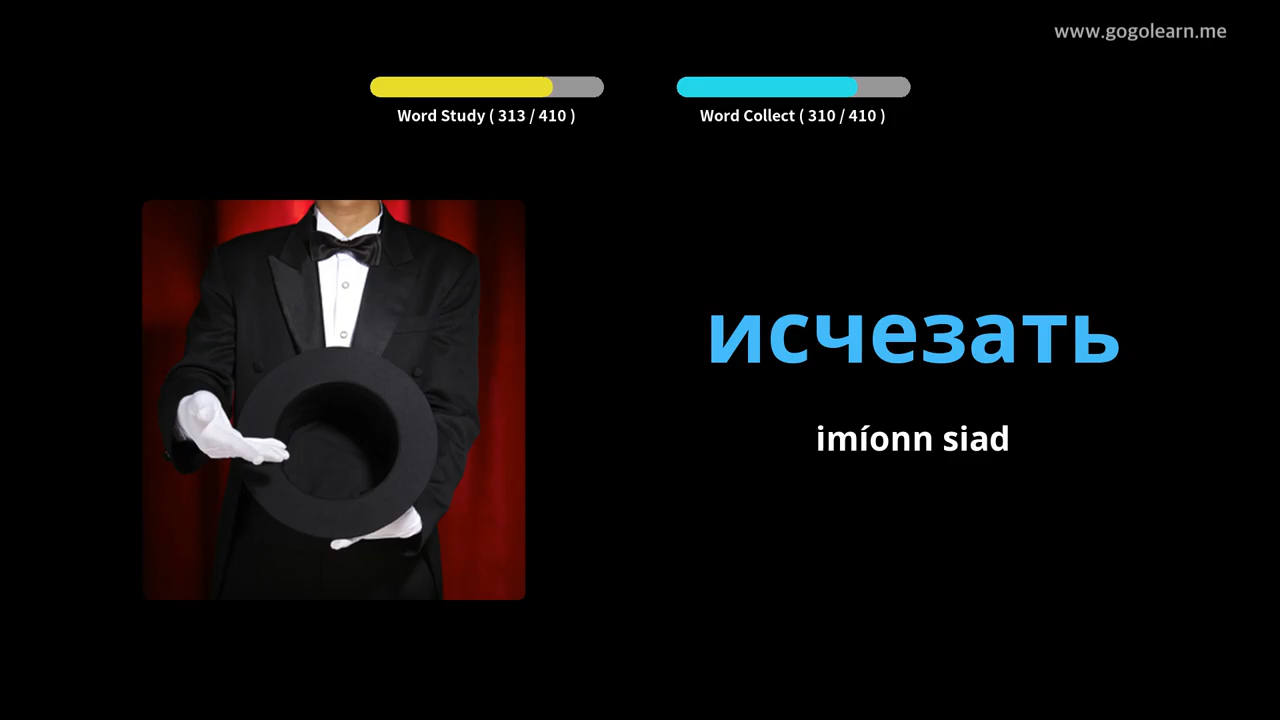 www.gogolearn.me
Word Study ( 313 / 410 )
Word Collect ( 310 / 410 )
исчезать
imíonn siad